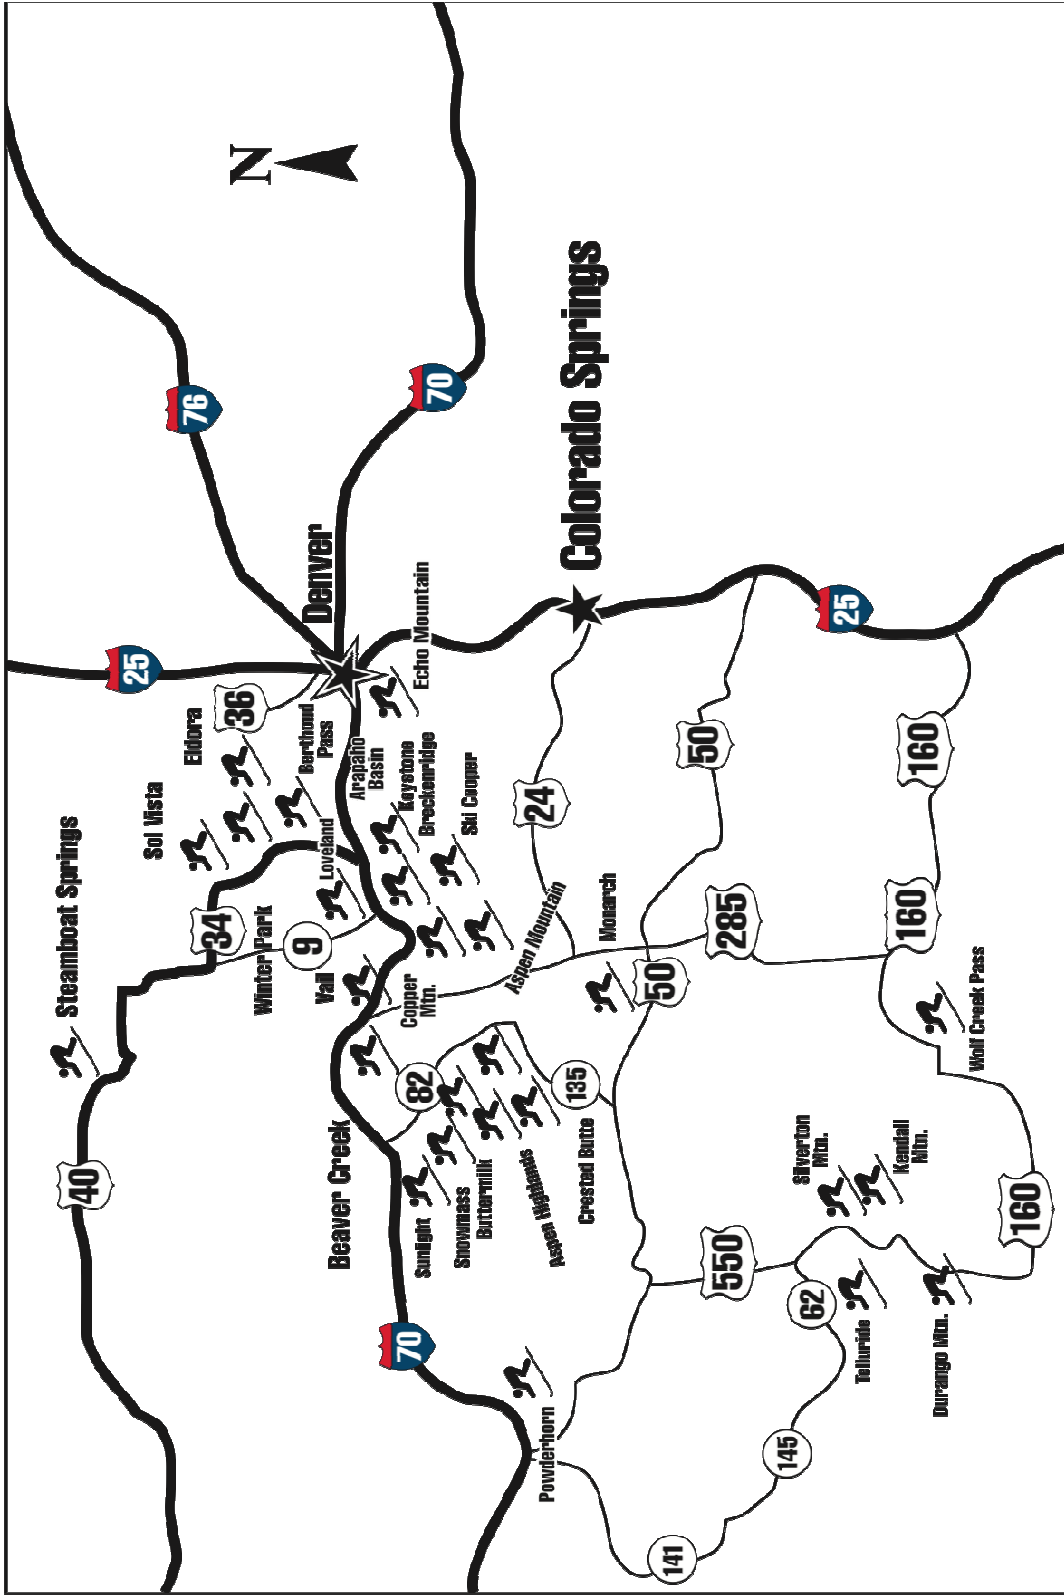 Steamboat Springs
40
25
Sol Vista
Eldora
76
34
36
N
Winter Park
9
Berthoud
Pass
Denver
Vail
Loveland
Beaver Creek
Arapaho
Basin
70
Copper
Mtn.
Keystone
Breckenridge
Echo Mountain
70
82
Sunlight
Snowmass
Buttermilk
Ski Cooper
Aspen Highlands
Aspen Mountain
24
Powderhorn
135
Crested Butte
Monarch
Colorado Springs
141
50
50
550
285
145
62
Silverton
Mtn.
25
Telluride
Kendall
Mtn.
160
160
Durango Mtn.
Wolf Creek Pass
160